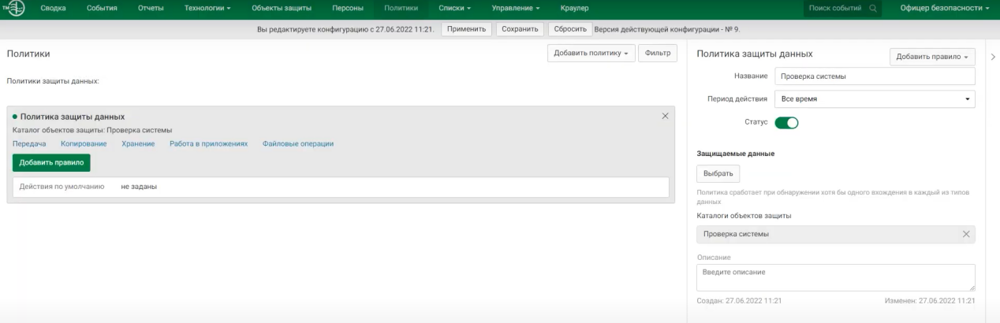 TM Сводка События Отчеты Технологии Объекты защиты Персоны Политики Списки Управление Краулер Поиск событий Офицер безопасности
Вы редактируете конфигурацию с 27.06.2022 11:21. Применить Сохранить Сбросить Версия действующей конфигурации - № 9.
Политики Добавить политику Фильтр
Политики защиты данных:
Политика защиты данных
Каталог объектов защиты: Проверка системы
Передача Копирование Хранение Работа в приложениях Файловые операции
Добавить правило
Действия по умолчанию не заданы
Политика защиты данных Добавить правило
Название Проверка системы
Период действия Все время
Статус
Защищаемые данные
Выбрать
Политика сработает при обнаружении хотя бы одного вхождения в каждый из типов
данных
Каталоги объектов защиты
Проверка системы
Описание
Введите описание
Создан: 27.06.2022 11:21 Изменен: 27.06.2022 11:21